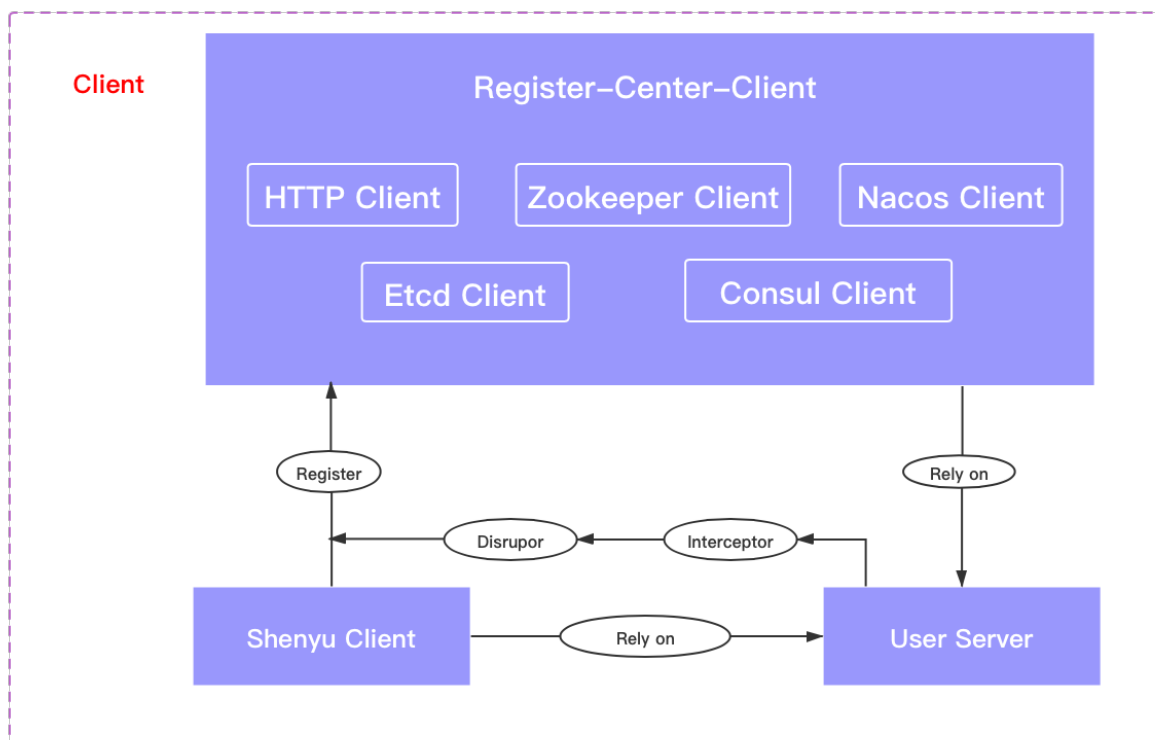 Client
Register-Center-Client
HTTP Client
Zookeeper Client
Nacos Client
Etcd Client
Consul Client
Register
Rely on
Disrupor
Interceptor
Shenyu Client
Rely on
User Server